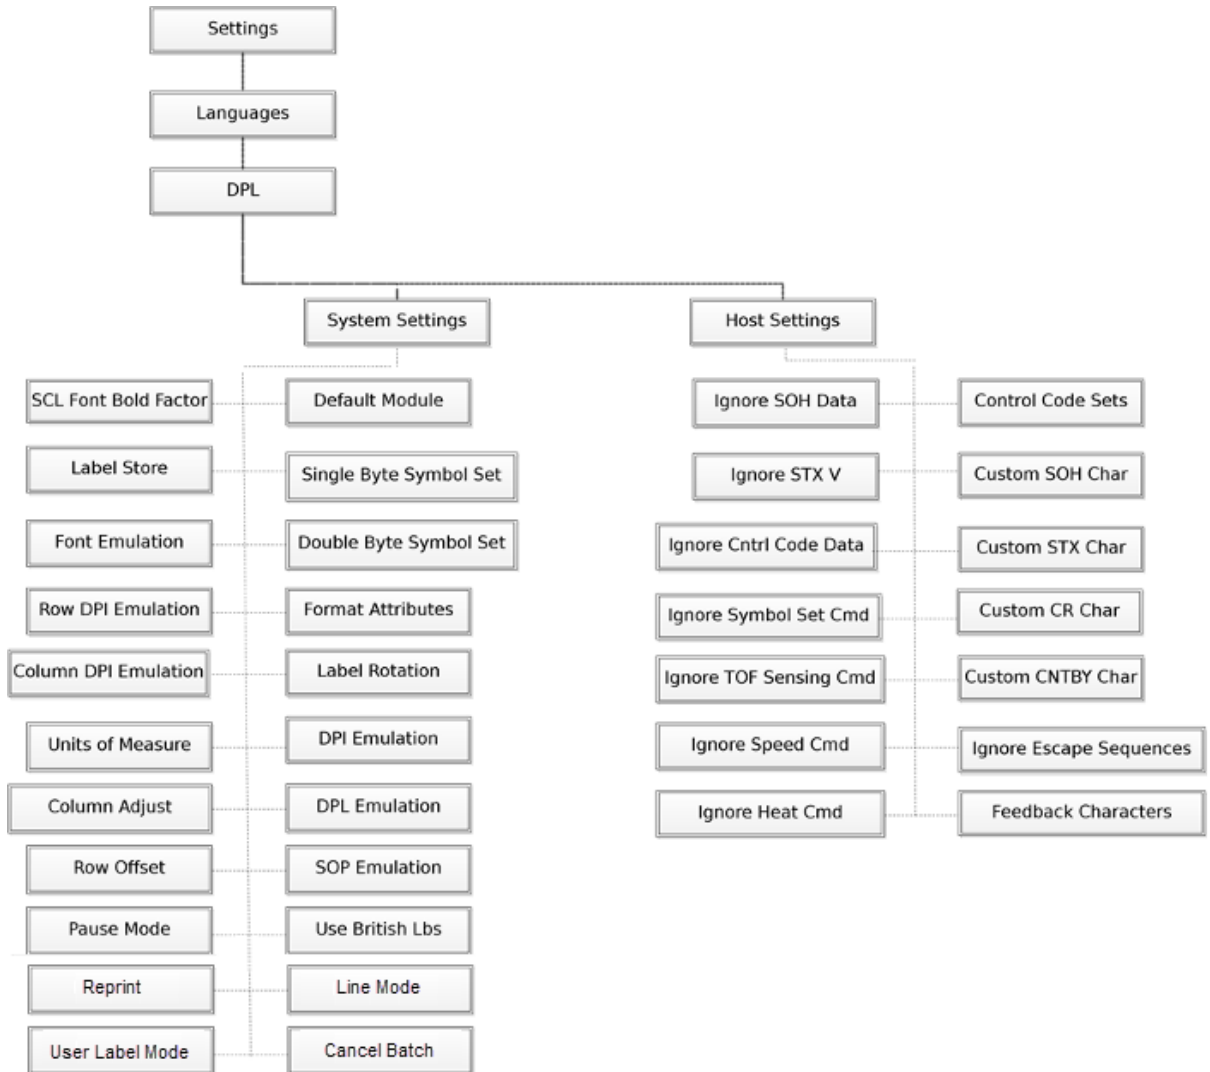 Settings
Languages
DPL
System Settings
Host Settings
SCL Font Bold Factor
Default Module
Label Store
Single Byte Symbol Set
Font Emulation
Double Byte Symbol Set
Row DPI Emulation
Format Attributes
Column DPI Emulation
Label Rotation
Units of Measure
DPI Emulation
Column Adjust
DPL Emulation
Row Offset
SOP Emulation
Pause Mode
Use British Lbs
Reprint
Line Mode
User Label Mode
Cancel Batch
Ignore SOH Data
Control Code Sets
Ignore STX V
Custom SOH Char
Ignore Cntrl Code Data
Custom STX Char
Ignore Symbol Set Cmd
Custom CR Char
Ignore TOF Sensing Cmd
Custom CNTBY Char
Ignore Speed Cmd
Ignore Escape Sequences
Ignore Heat Cmd
Feedback Characters